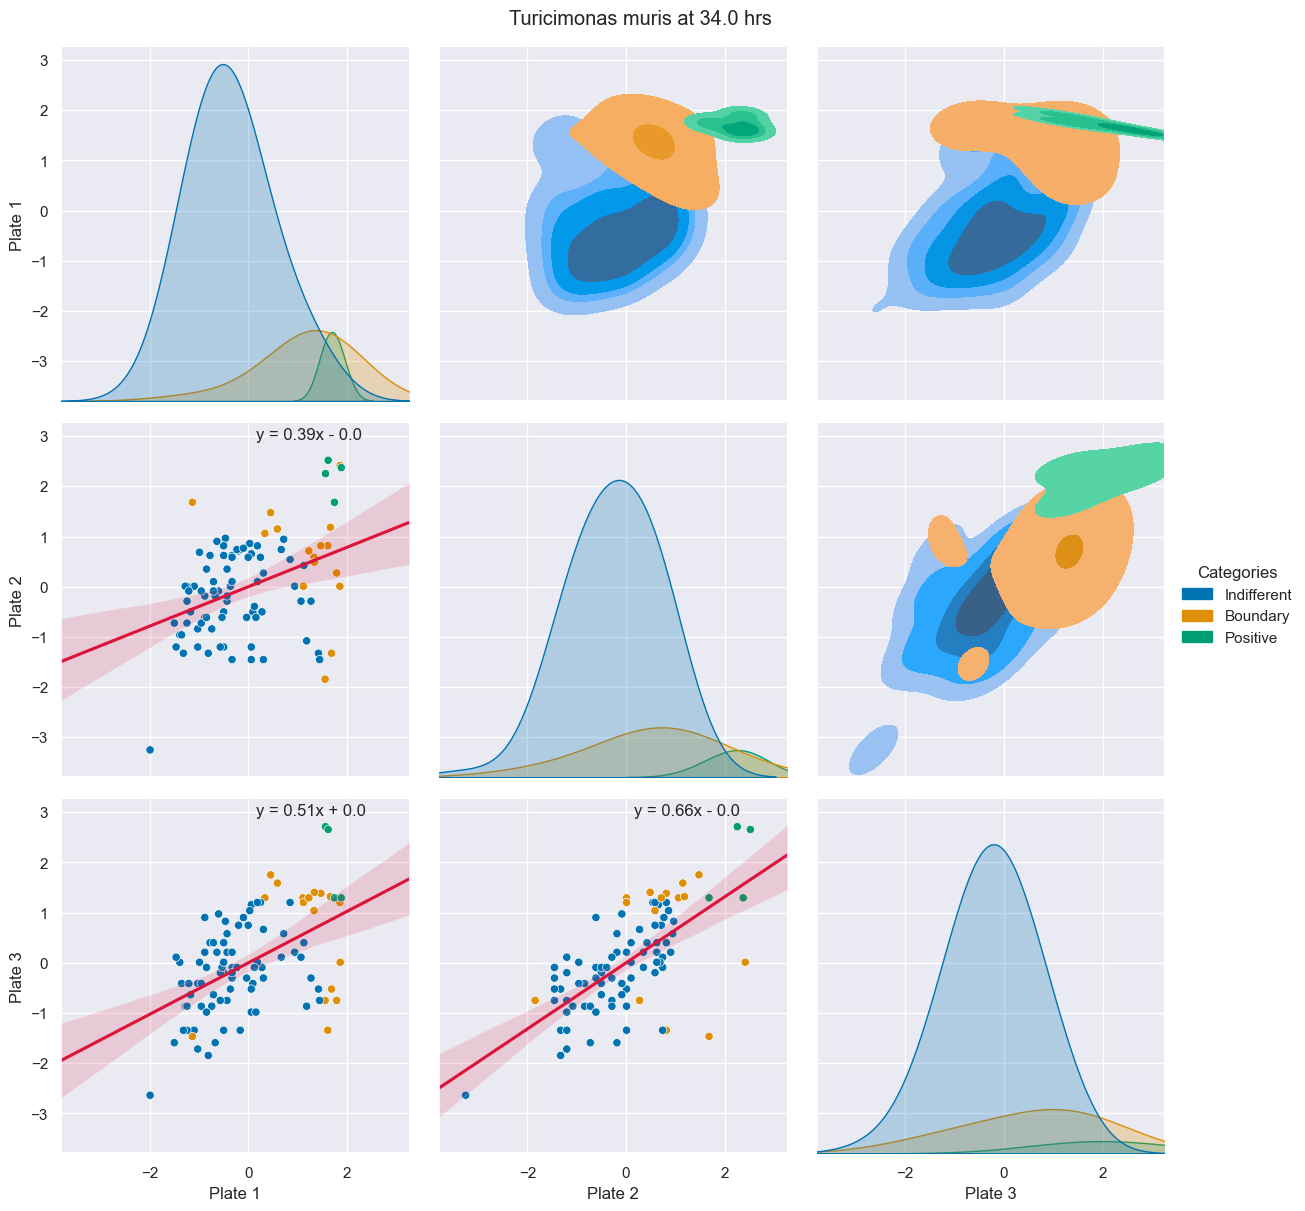 Turicimonas muris at 34.0 hrs
3
2
1
0
−1
−2
−3
Plate 1
y = 0.39x - 0.0
3
2
1
0
−1
−2
−3
Plate 2
Categories
Indifferent
Boundary
Positive
y = 0.51x + 0.0
y = 0.66x - 0.0
3
2
1
0
−1
−2
−3
Plate 3
−2 0 2
−2 0 2
−2 0 2
Plate 1
Plate 2
Plate 3